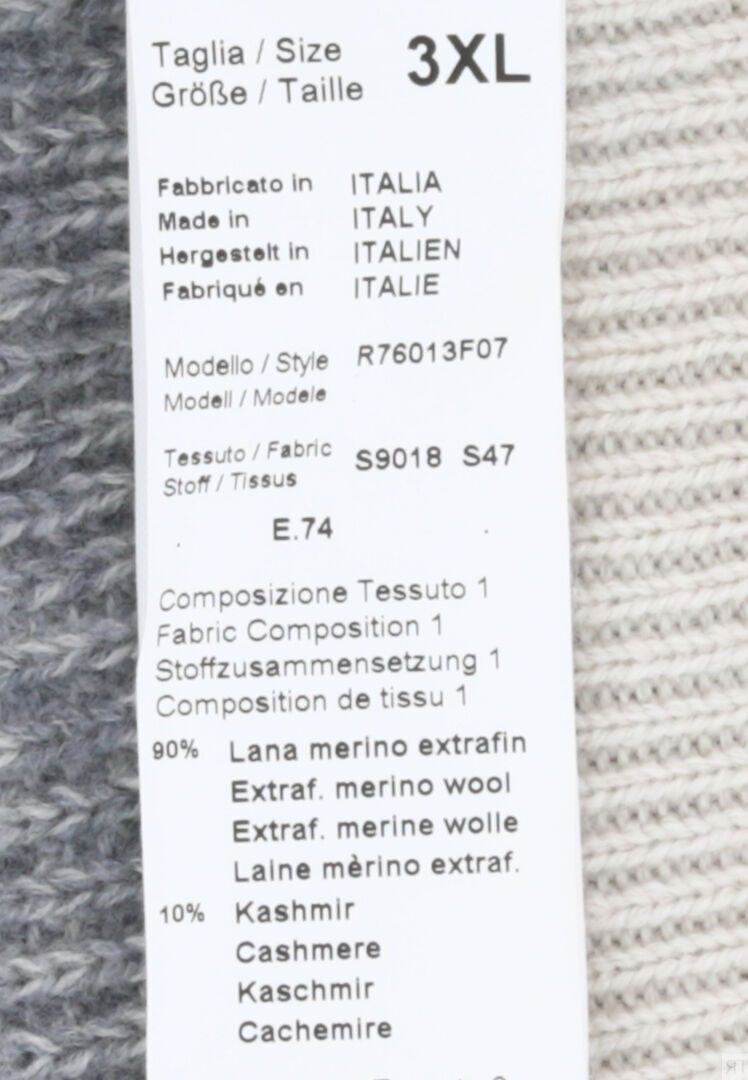 Taglia / Size 3XL
Größe / Taille
Fabbricato in ITALIA
Made in ITALY
Hergestelt in ITALIEN
Fabriqué en ITALIE
Modello / Style R76013F07
Modell / Modele
Tessuto / Fabric S9018 S47
Stoff / Tissus
E.74
Composizione Tessuto 1
Fabric Composition 1
Stoffzusammensetzung 1
Composition de tissu 1
90% Lana merino extrafin
Extraf. merino wool
Extraf. merine wolle
Laine mèrino extraf.
10% Kashmir
Cashmere
Kaschmir
Cachemire